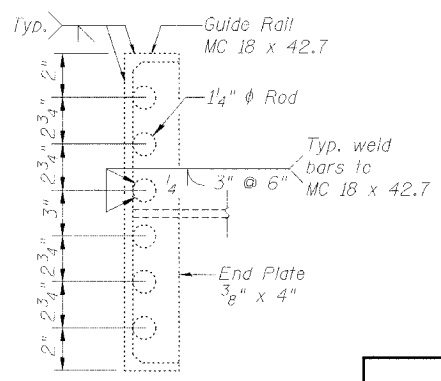 Typ.
Guide Rail
MC 18 x 42.7
1¼" ϕ Rod
Typ. weld
bars to
MC 18 x 42.7
¼
3" @ 6"
End Plate
⅜" x 4"
2"
2¾"
2¾"
3"
2¾"
2¾"
2"